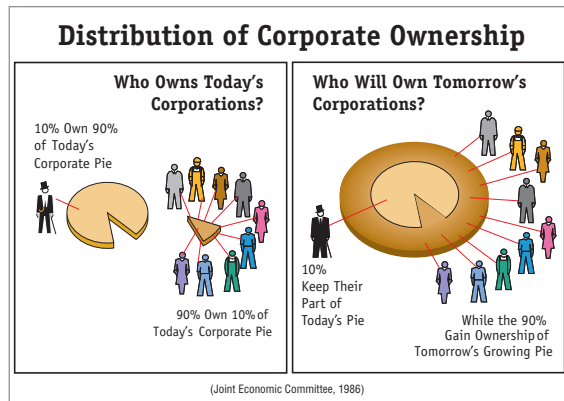 Distribution of Corporate Ownership
Who Owns Today's
Corporations?
10% Own 90%
of Today's
Corporate Pie
90% Own 10% of
Today's Corporate Pie
Who Will Own Tomorrow's
Corporations?
10%
Keep Their
Part of
Today's Pie
While the 90%
Gain Ownership of
Tomorrow's Growing Pie
(Joint Economic Committee, 1986)